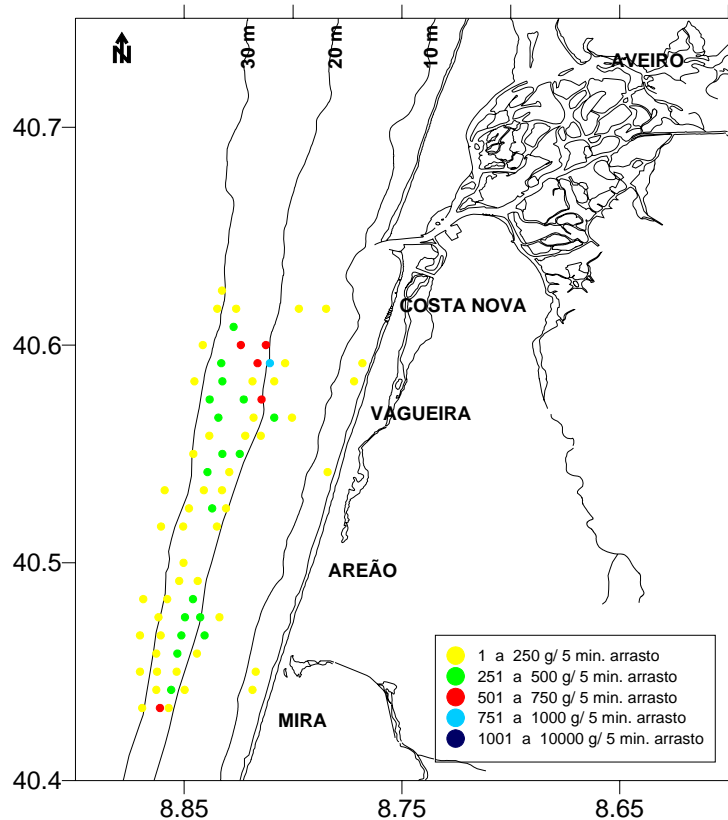 N
30 m
20 m
10 m
AVEIRO
40.7
COSTA NOVA
40.6
VAGUEIRA
40.5
AREÃO
1 a 250 g/ 5 min. arrasto
251 a 500 g/ 5 min. arrasto
501 a 750 g/ 5 min. arrasto
751 a 1000 g/ 5 min. arrasto
1001 a 10000 g/ 5 min. arrasto
MIRA
40.4
8.85
8.75
8.65